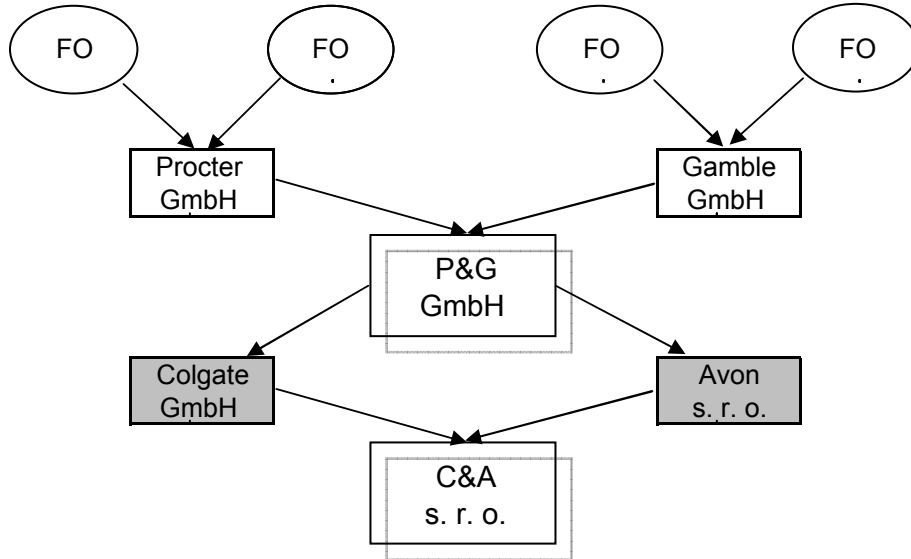 FO
FO
.
FO
.
FO
.
Procter
GmbH
Gamble
GmbH
P&G
GmbH
Colgate
GmbH
Avon
s. r. o.
C&A
s. r. o.